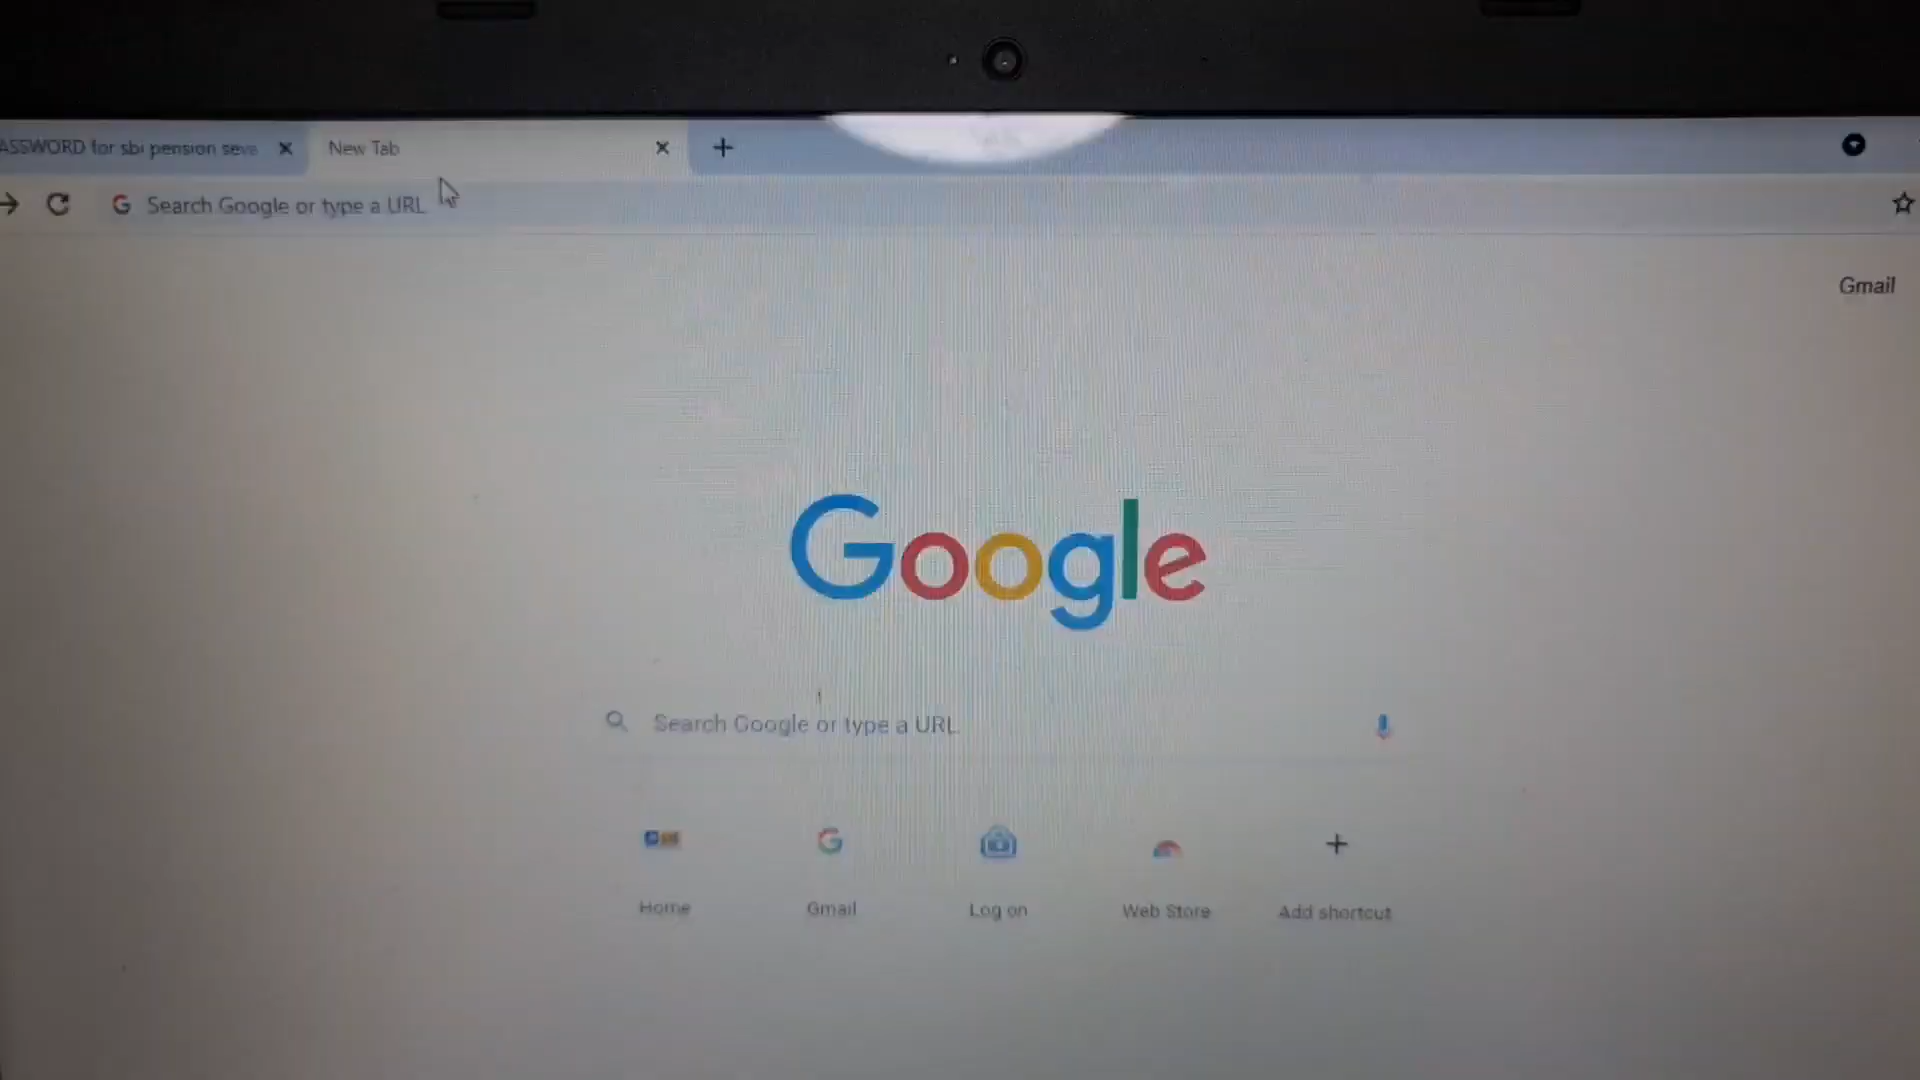 ASSWORD for sbi pension seva
New Tab
Search Google or type a URL
Gmail
Google
Search Google or type a URL
Home
Gmail
Log on
Web Store
Add shortcut